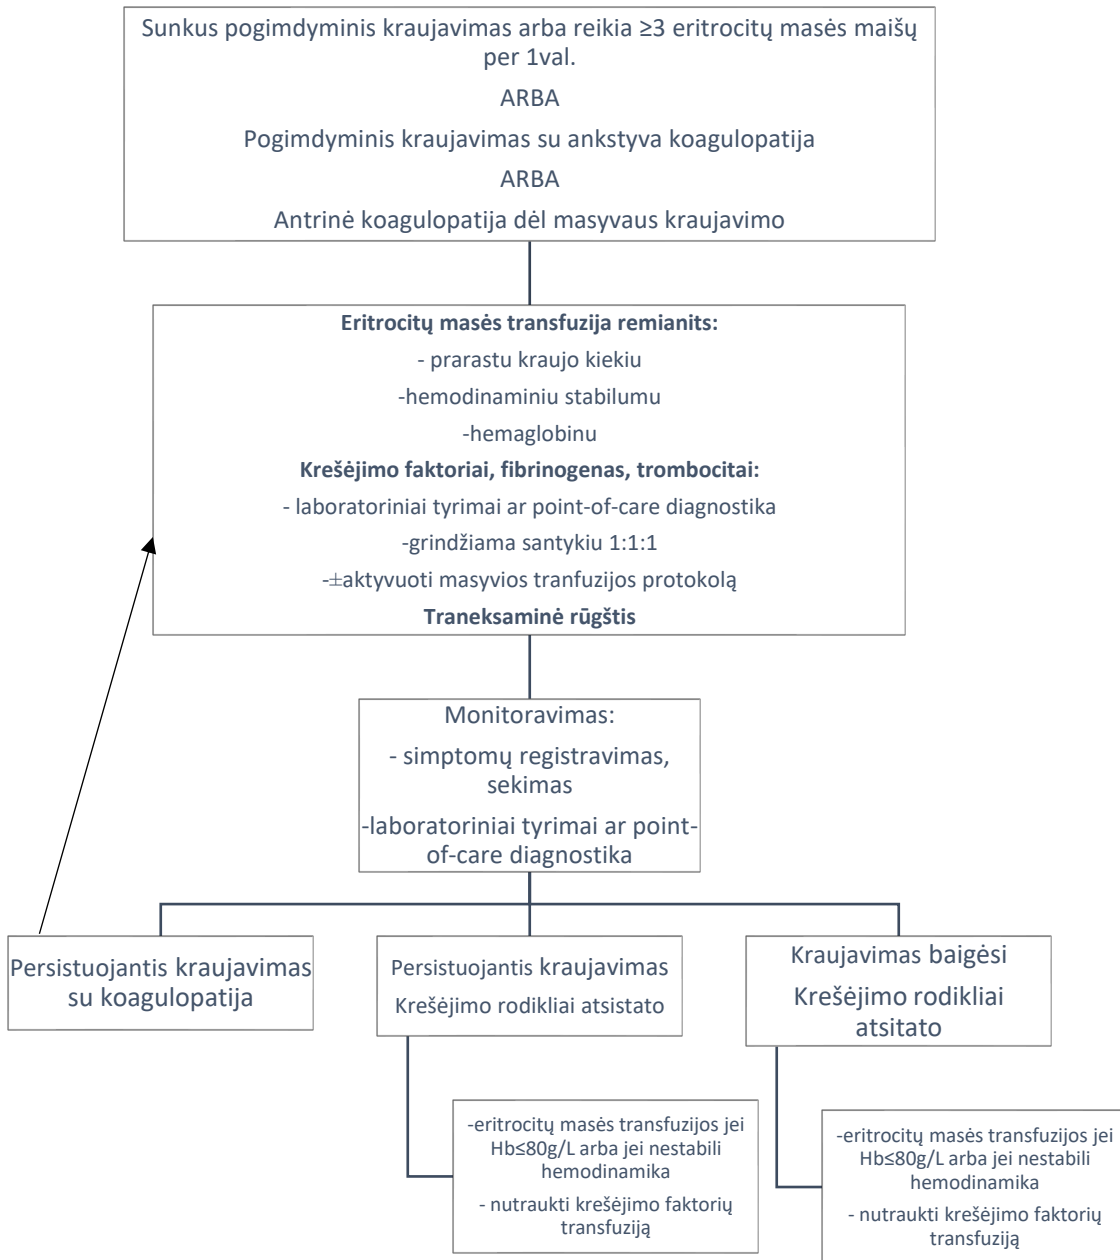 Sunkus pogimdyminis kraujavimas arba reikia ≥3 eritrocitų masės maišų
per 1val.
ARBA
Pogimdyminis kraujavimas su ankstyva koagulopatija
ARBA
Antrinė koagulopatija dėl masyvaus kraujavimo
Eritrocitų masės transfuzija remianits:
- prarastu kraujo kiekiu
-hemodinaminiu stabilumu
-hemaglobinu
Krešėjimo faktoriai, fibrinogenas, trombocitai:
- laboratoriniai tyrimai ar point-of-care diagnostika
-grindžiama santykiu 1:1:1
-±aktyvuoti masyvios tranfuzijos protokolą
Traneksaminė rūgštis
Monitoravimas:
- simptomų registravimas,
sekimas
-laboratoriniai tyrimai ar point-
of-care diagnostika
Persistuojantis kraujavimas
su koagulopatija
Persistuojantis kraujavimas
Krešėjimo rodikliai atsistato
Kraujavimas baigėsi
Krešėjimo rodikliai
atsitato
-eritrocitų masės transfuzijos jei
Hb≤80g/L arba jei nestabili
hemodinamika
- nutraukti krešėjimo faktorių
transfuziją
-eritrocitų masės transfuzijos jei
Hb≤80g/L arba jei nestabili
hemodinamika
- nutraukti krešėjimo faktorių
transfuziją